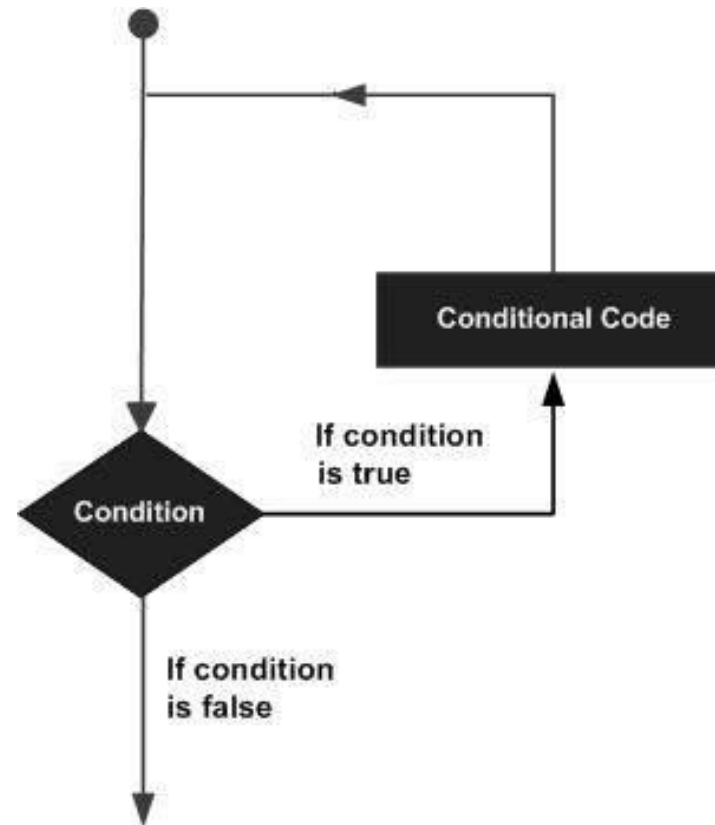 Conditional Code
If condition
is true
Condition
If condition
is false